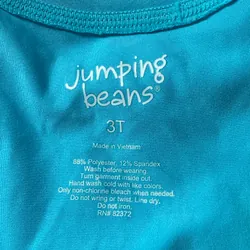 jumping
beans®
3T
Made in Vietnam
88% Polyester, 12% Spandex
Wash before wearing.
Turn garment inside out.
Hand wash cold with like colors.
Only non-chlorine bleach when needed.
Do not wring or twist. Line dry.
Do not iron.
RN# 82372